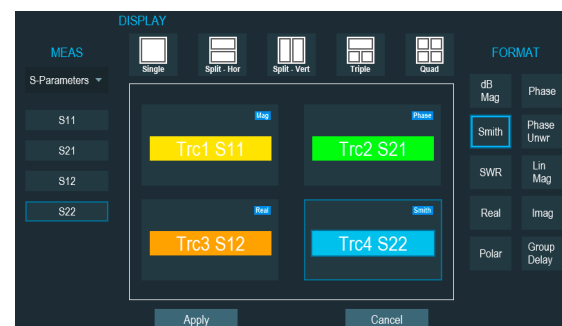 DISPLAY
MEAS
S-Parameters
S11
S21
S12
S22
Single
Split - Hor
Split - Vert
Triple
Quad
Mag
Trc1 S11
Phase
Trc2 S21
Real
Trc3 S12
Smith
Trc4 S22
Apply
Cancel
FORMAT
dB
Mag
Phase
Smith
Phase
Unwr
SWR
Lin
Mag
Real
Imag
Polar
Group
Delay